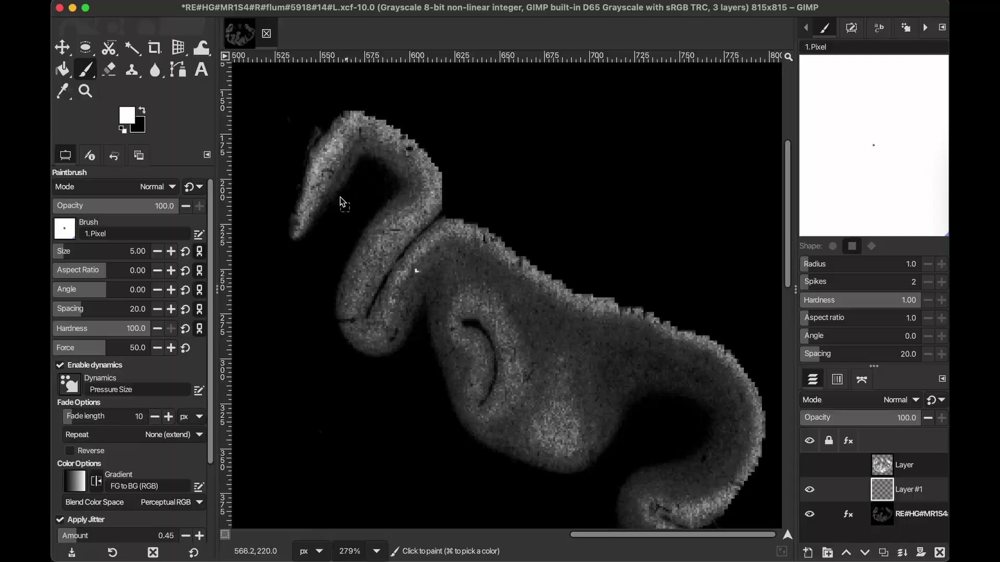 *RE#HG#MR1S4#R#flum#5918#14#L.xcf-10.0 (Grayscale 8-bit non-linear integer, GIMP built-in D65 Grayscale with sRGB TRC, 3 layers) 815x815 – GIMP
500 525 550 575 600 625 650 675 700 725 750 775 800
1.Pixel
Paintbrush
Mode Normal
Opacity 100.0
Brush
1. Pixel
Size 5.00
Aspect Ratio 0.00
Angle 0.00
Spacing 20.0
Hardness 100.0
Force 50.0
Enable dynamics
Dynamics
Pressure Size
Fade Options
Fade length 10 px
Repeat None (extend)
Reverse
Color Options
Gradient
FG to BG (RGB)
Blend Color Space Perceptual RGB
Apply Jitter
Amount 0.45
5
150
175
200
225
250
275
300
325
350
375
566.2, 220.0 px 279% Click to paint (⌘ to pick a color)
Shape:
Radius 1.0
Spikes 2
Hardness 1.00
Aspect ratio 1.0
Angle 0.0
Spacing 20.0
Mode Normal
Opacity 100.0
fx
Layer
Layer #1
fx RE#HG#MR1S4#